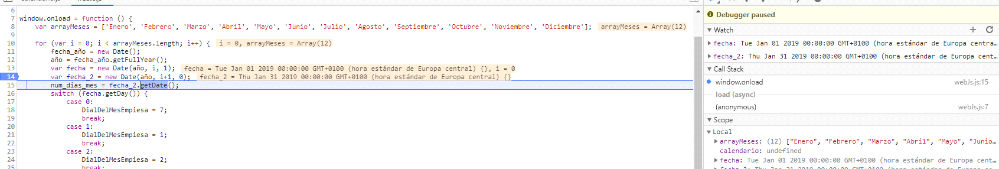 6
7 window.onload = function () {
8 var arrayMeses = ['Enero', 'Febrero', 'Marzo', 'Abril', 'Mayo', 'Junio', 'Julio', 'Agosto', 'Septiembre', 'Octubre', 'Noviembre', 'Diciembre']; arrayMeses = Array(12)
9
10 for (var i = 0; i < arrayMeses.length; i++) { i = 0, arrayMeses = Array(12)
11 fecha_año = new Date();
12 año = fecha_año.getFullYear();
13 var fecha = new Date(año, i, 1); fecha = Tue Jan 01 2019 00:00:00 GMT+0100 (hora estándar de Europa central) {}, i = 0
14 var fecha_2 = new Date(año, i+1, 0); fecha_2 = Thu Jan 31 2019 00:00:00 GMT+0100 (hora estándar de Europa central) {}
15 num_dias_mes = fecha_2.getDate();
16 switch (fecha.getDay()) {
17 case 0:
18 DialDelMesEmpiesa = 7;
19 break;
20 case 1:
21 DialDelMesEmpiesa = 1;
22 break;
23 case 2:
24 DialDelMesEmpiesa = 2;
25 break;
Debugger paused
Watch
fecha: Tue Jan 01 2019 00:00:00 GMT+0100 (hora estándar de Europa centra…
fecha_2: Thu Jan 31 2019 00:00:00 GMT+0100 (hora estándar de Europa cent…
Call Stack
window.onload webJs.js:15
load (async)
(anonymous) webJs.js:7
Scope
Local
arrayMeses: (12) ["Enero", "Febrero", "Marzo", "Abril", "Mayo", "Junio…
calendario: undefined
fecha: Tue Jan 01 2019 00:00:00 GMT+0100 (hora estándar de Europa cent…